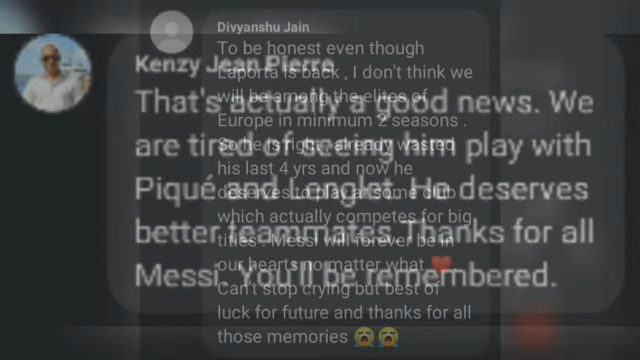 Divyanshu Jain
To be honest even though
Laporta is back , I don't think we
will be among the elites of
Europe in minimum 2 seasons .
So he is right , already wasted
his last 4 yrs and now he
deserves to play at some club
which actually competes for big
titles . Messi will forever be in
our hearts no matter what ❤️.
Can't stop crying but best of
luck for future and thanks for all
those memories 😭😭
Kenzy Jean Pierre
That's actually a good news. We
are tired of seeing him play with
Piqué and Lenglet. He deserves
better teammates. Thanks for all
Messi. You'll be remembered.